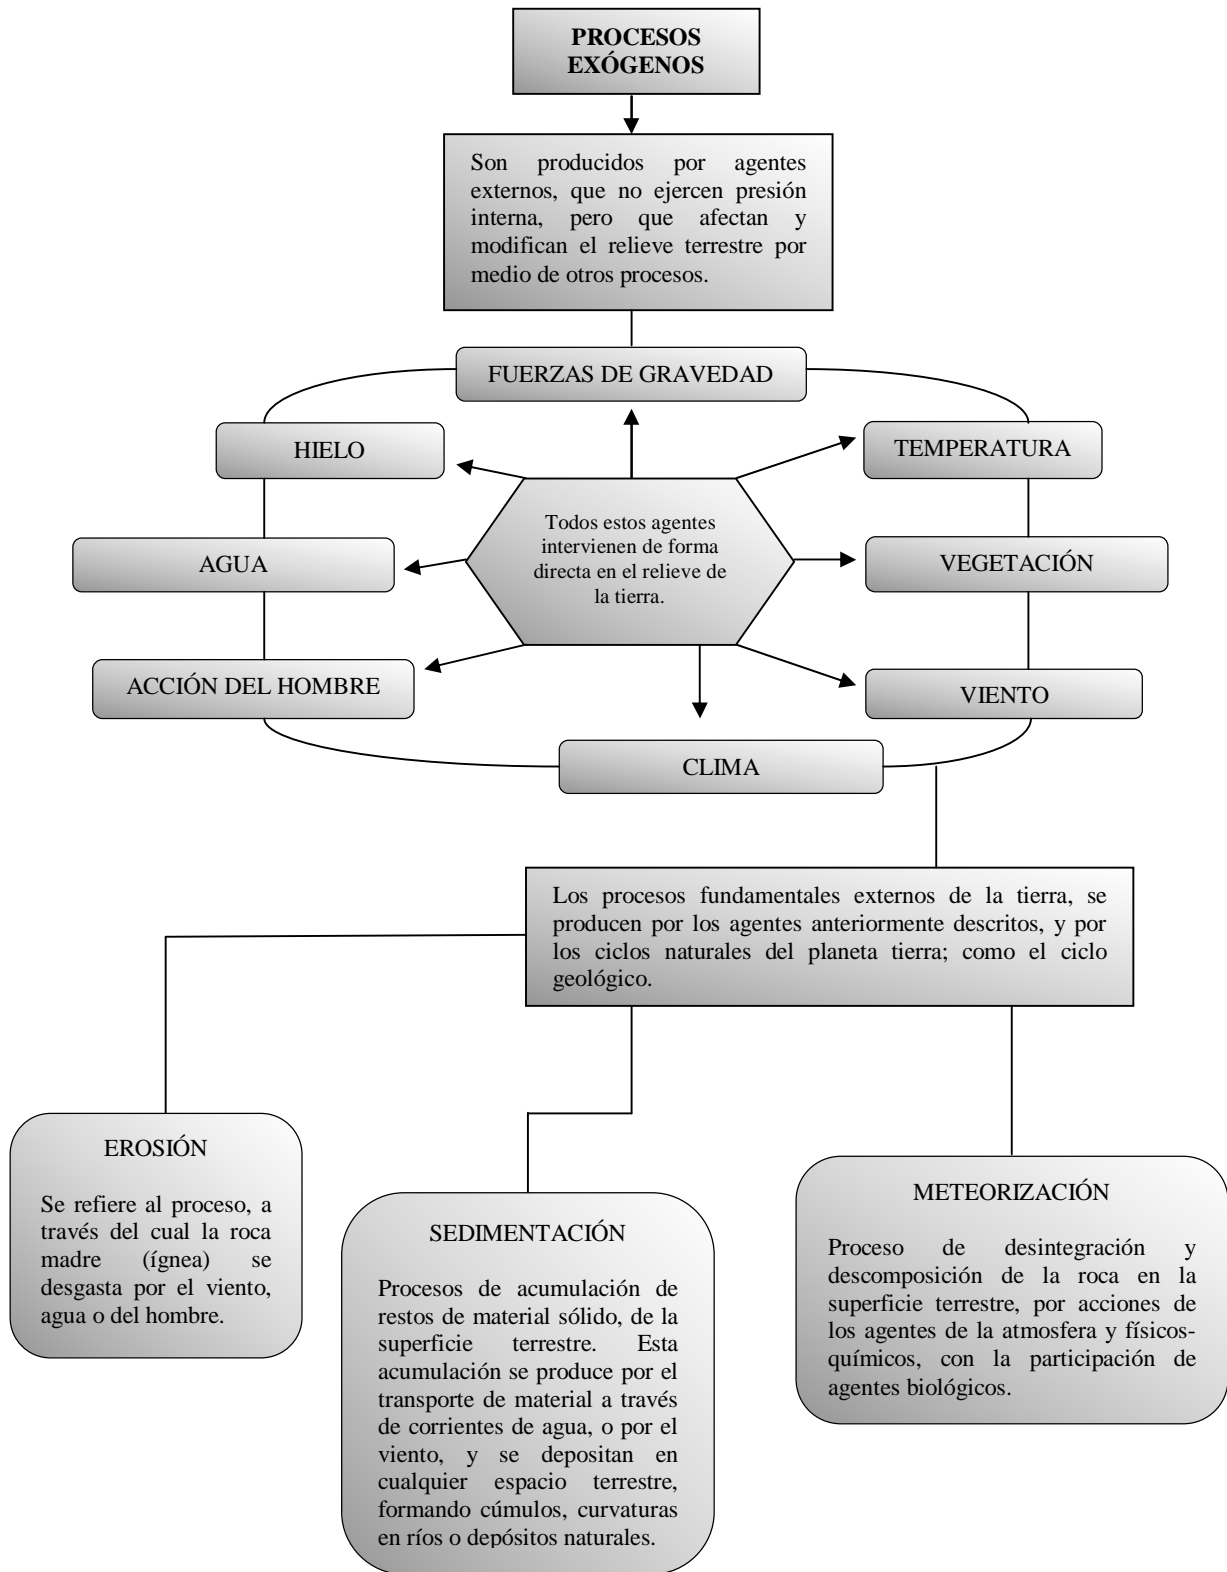 PROCESOS
EXÓGENOS
Son producidos por agentes
externos, que no ejercen presión
interna, pero que afectan y
modifican el relieve terrestre por
medio de otros procesos.
FUERZAS DE GRAVEDAD
HIELO
TEMPERATURA
Todos estos agentes
intervienen de forma
directa en el relieve de
la tierra.
AGUA
VEGETACIÓN
ACCIÓN DEL HOMBRE
VIENTO
CLIMA
Los procesos fundamentales externos de la tierra, se
producen por los agentes anteriormente descritos, y por
los ciclos naturales del planeta tierra; como el ciclo
geológico.
EROSIÓN
Se refiere al proceso, a
través del cual la roca
madre (ígnea) se
desgasta por el viento,
agua o del hombre.
SEDIMENTACIÓN
Procesos de acumulación de
restos de material sólido, de la
superficie terrestre. Esta
acumulación se produce por el
transporte de material a través
de corrientes de agua, o por el
viento, y se depositan en
cualquier espacio terrestre,
formando cúmulos, curvaturas
en ríos o depósitos naturales.
METEORIZACIÓN
Proceso de desintegración y
descomposición de la roca en la
superficie terrestre, por acciones de
los agentes de la atmosfera y físicos-
químicos, con la participación de
agentes biológicos.